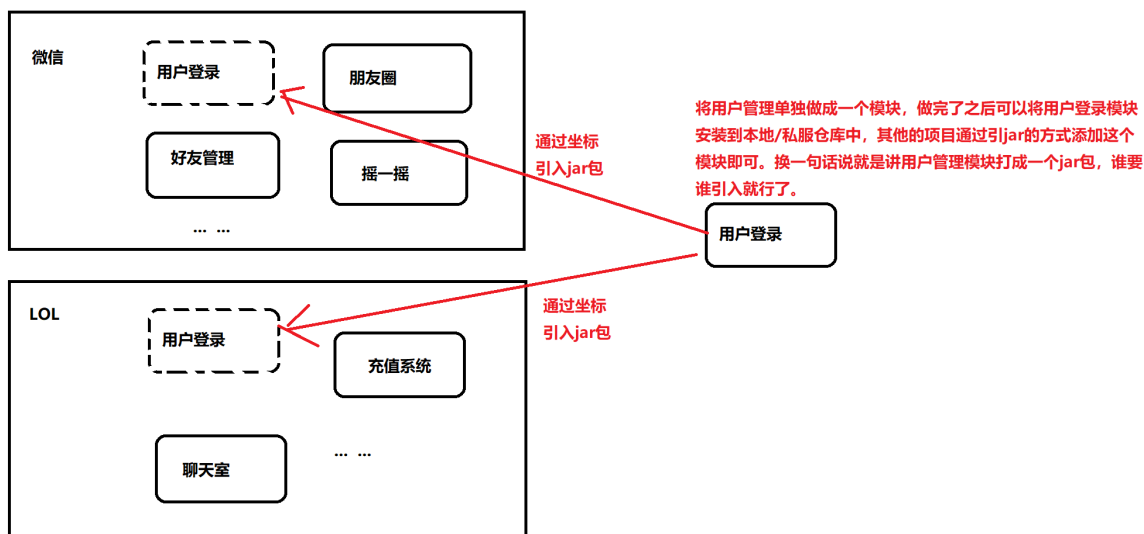 微信
用户登录
朋友圈
好友管理
摇一摇
... ...
通过坐标
引入jar包
将用户管理单独做成一个模块，做完了之后可以将用户登录模块
安装到本地/私服仓库中，其他的项目通过引jar的方式添加这个
模块即可。换一句话说就是讲用户管理模块打成一个jar包，谁要
谁引入就行了。
用户登录
LOL
用户登录
充值系统
聊天室
... ...
通过坐标
引入jar包